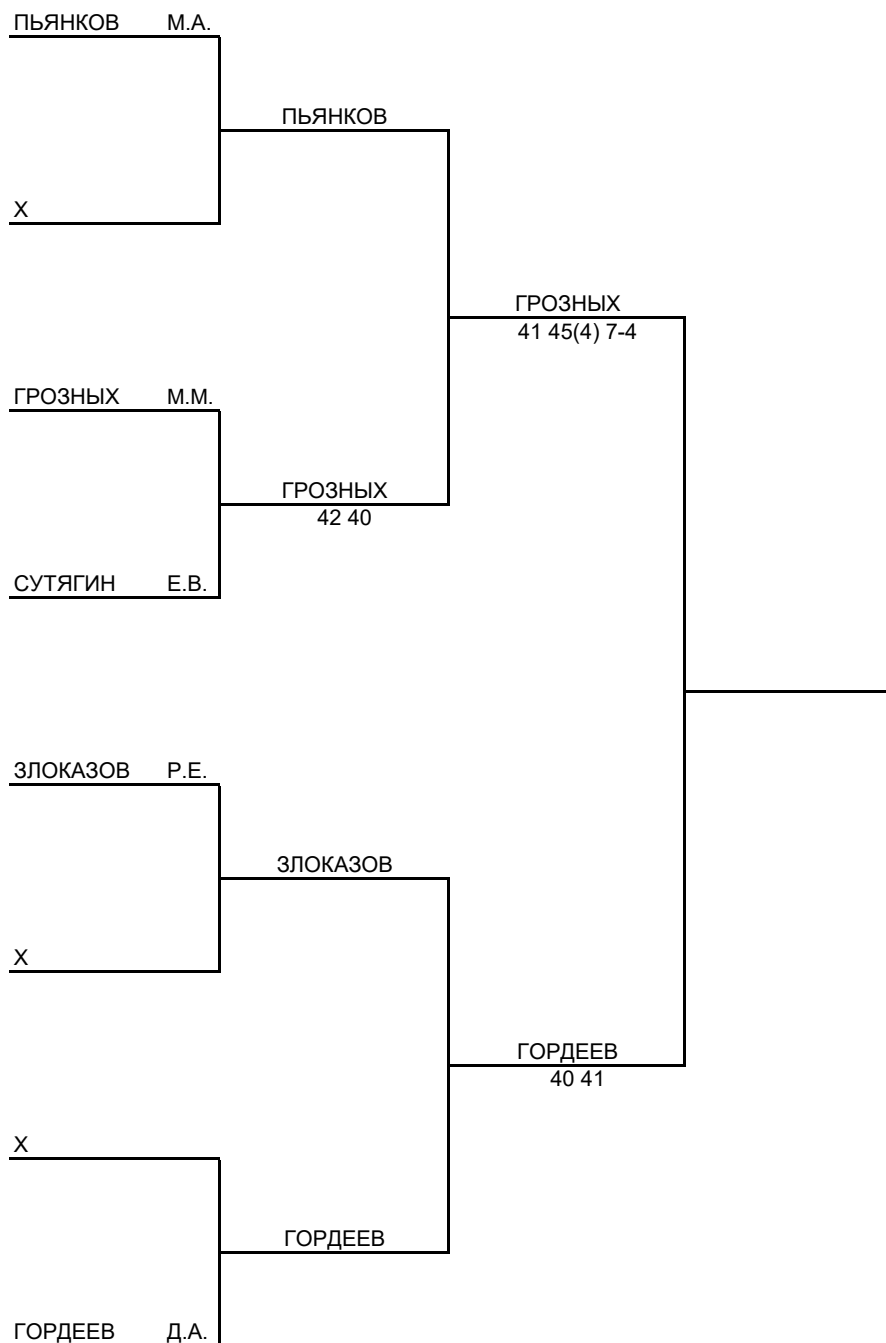 ПЬЯНКОВ М.А.
ПЬЯНКОВ
Х
ГРОЗНЫХ
41 45(4) 7-4
ГРОЗНЫХ М.М.
ГРОЗНЫХ
42 40
СУТЯГИН Е.В.
ЗЛОКАЗОВ Р.Е.
ЗЛОКАЗОВ
Х
ГОРДЕЕВ
40 41
Х
ГОРДЕЕВ
ГОРДЕЕВ Д.А.